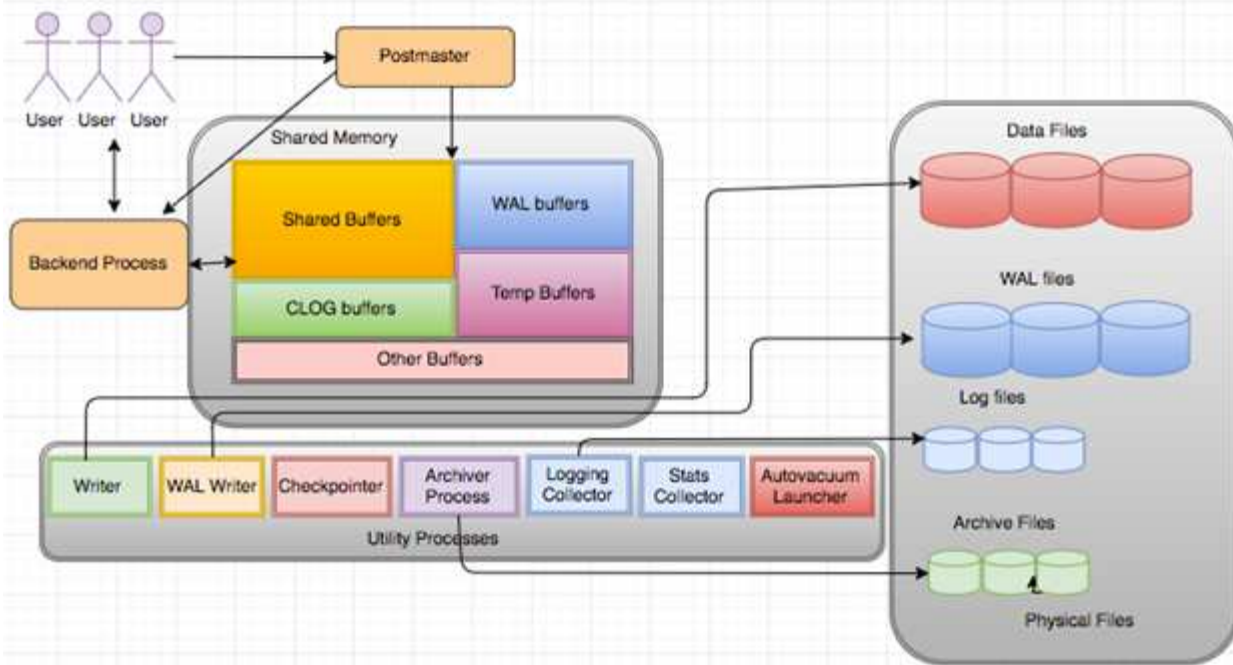 Postmaster
User User User
Shared Memory
Data Files
Shared Buffers
WAL buffers
Backend Process
WAL files
Temp Buffers
CLOG buffers
Other Buffers
Log files
Writer
WAL Writer
Checkpointer
Archiver
Process
Logging
Collector
Stats
Collector
Autovacuum
Launcher
Utility Processes
Archive Files
Physical Files